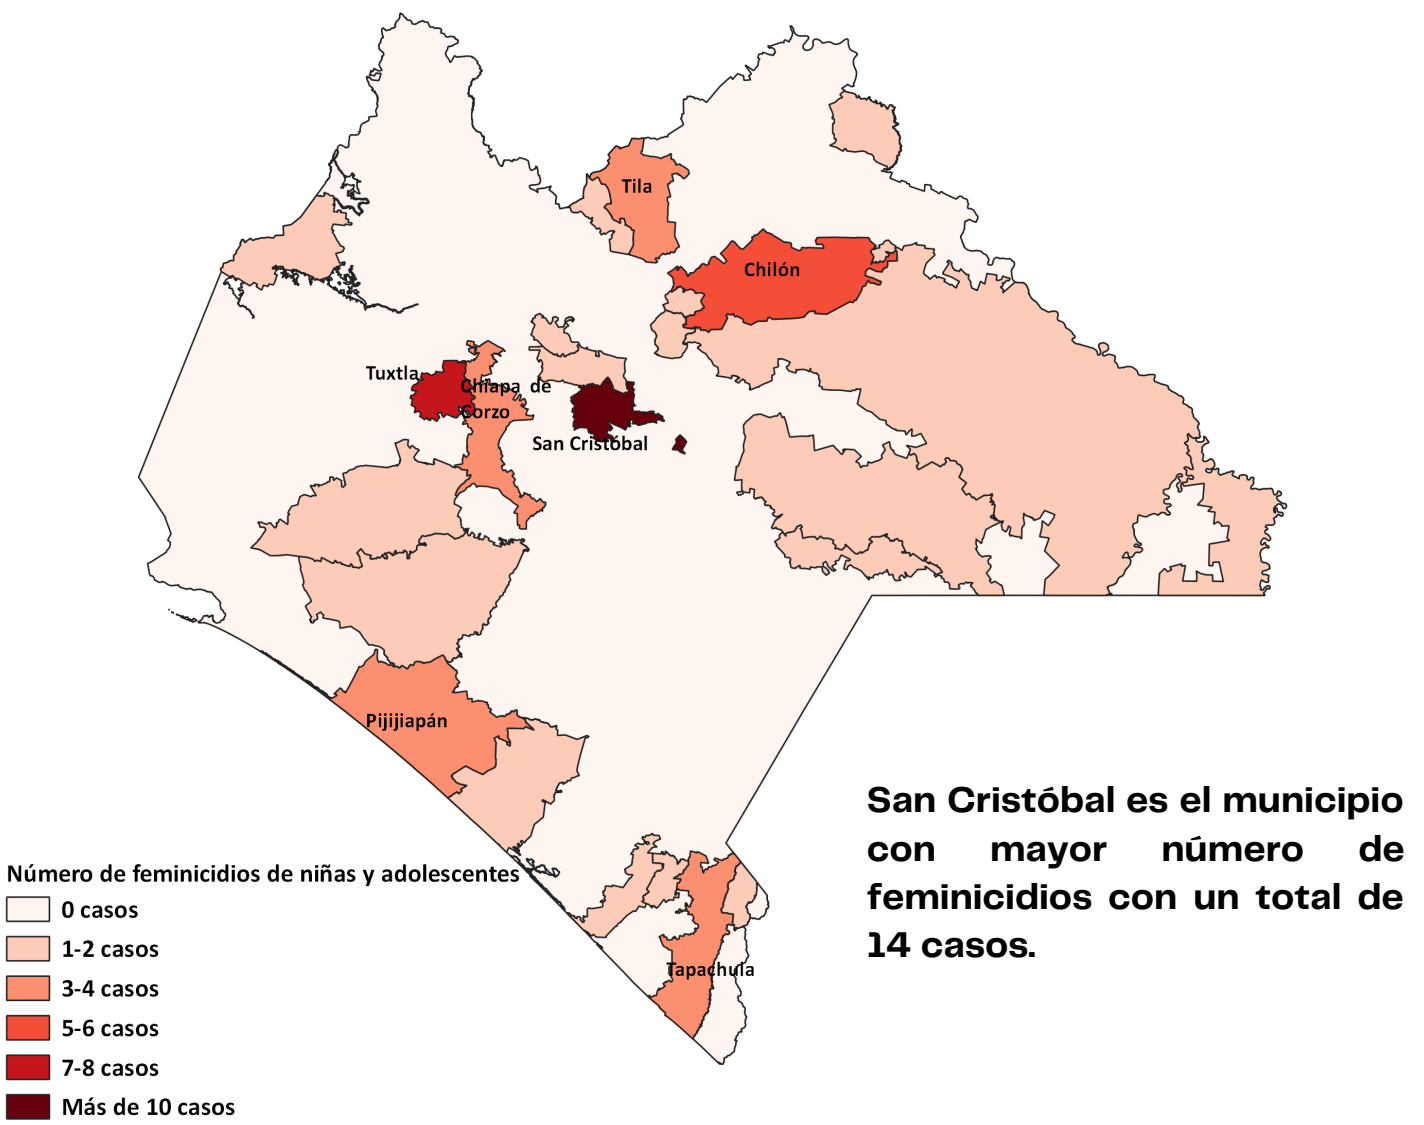 Tila
Chilón
Tuxtla
Chiapa de
Corzo
San Cristóbal
Pijijiapán
San Cristóbal es el municipio
con mayor número de
feminicidios con un total de
14 casos.
Número de feminicidios de niñas y adolescentes
0 casos
1-2 casos
3-4 casos
5-6 casos
7-8 casos
Más de 10 casos
Tapachula